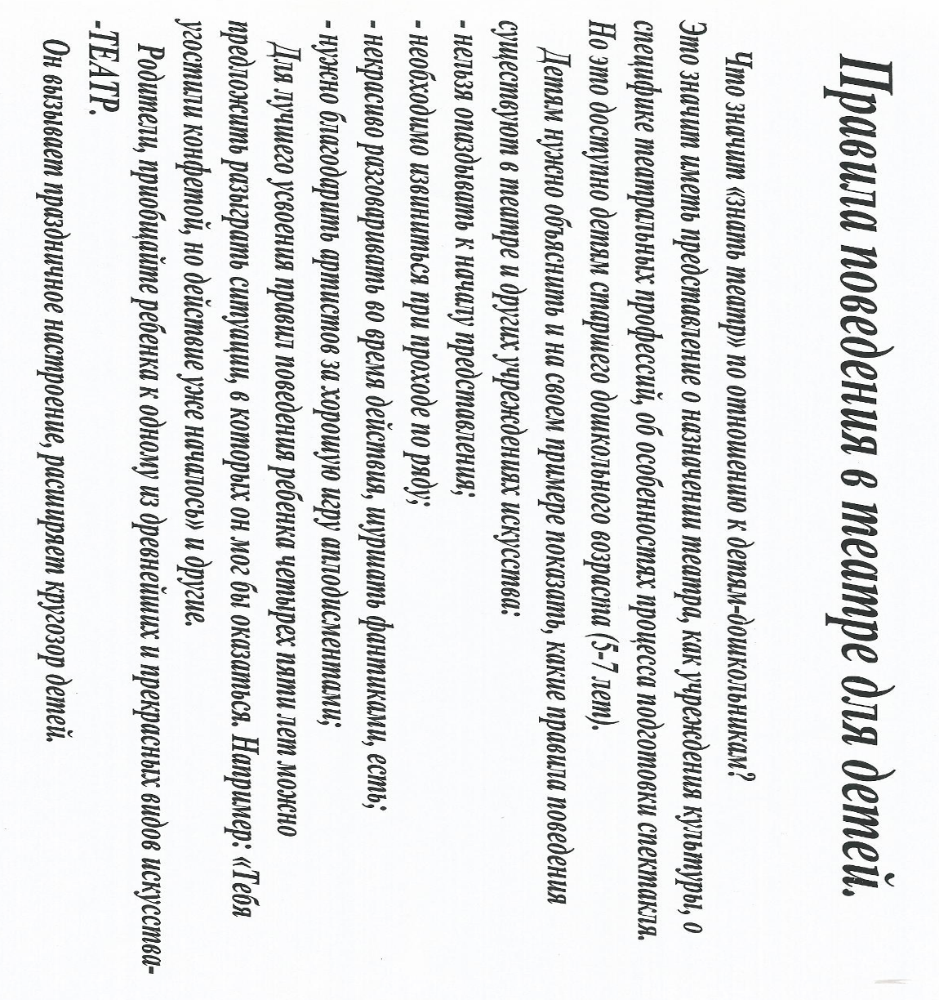 Правила поведения в театре для детей.
Что значит «знать театр» по отношению к детям-дошкольникам?
Это значит иметь представление о назначении театра, как учреждения культуры, о
специфике театральных профессий, об особенностях процесса подготовки спектакля.
Но это доступно детям старшего дошкольного возраста (5-7 лет).
Детям нужно объяснить и на своем примере показать, какие правила поведения
существуют в театре и других учреждениях искусства:
- нельзя опаздывать к началу представления;
- необходимо извиниться при проходе по ряду;
- некрасиво разговаривать во время действия, шуршать фантиками, есть;
- нужно благодарить артистов за хорошую игру аплодисментами;
Для лучшего усвоения правил поведения ребенка четырех пяти лет можно
предложить разыграть ситуации, в которых он мог бы оказаться. Например: «Тебя
угостили конфетой, но действие уже началось» и другие.
Родители, приобщайте ребенка к одному из древнейших и прекрасных видов искусства-
-ТЕАТР.
Он вызывает праздничное настроение, расширяет кругозор детей.